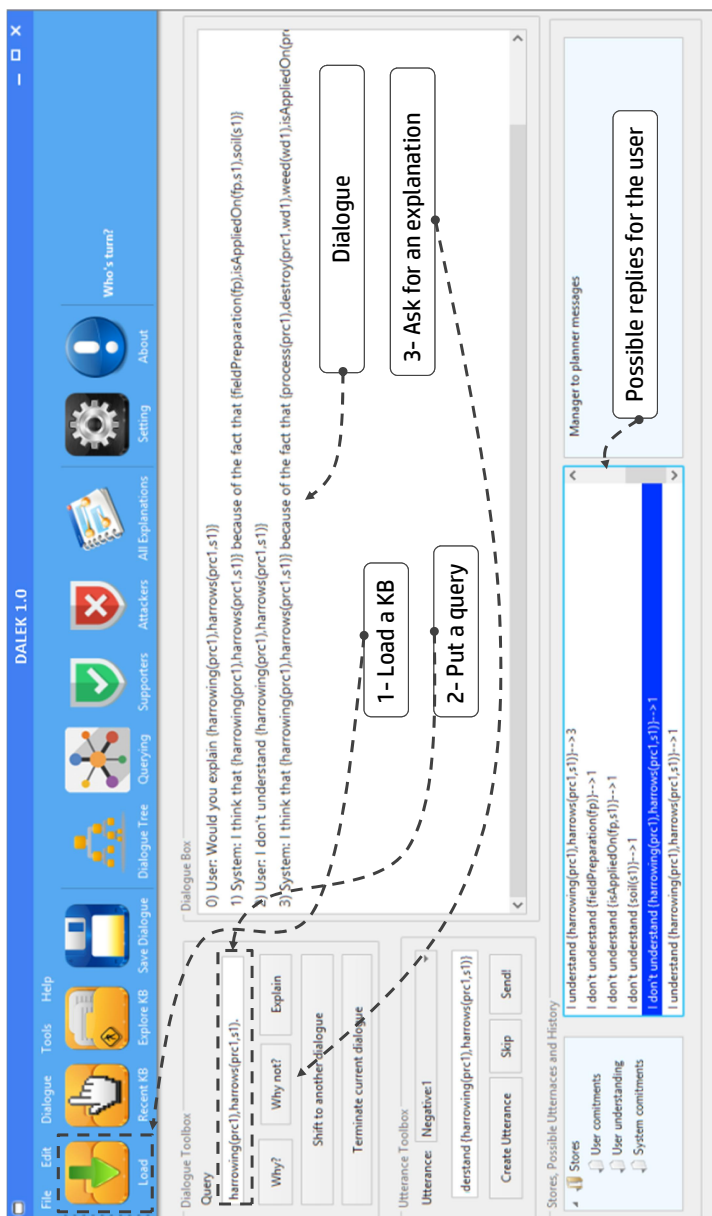 DALEK 1.0
File Edit Dialogue Tools Help
Load
Recent KB
Explore KB
Save Dialogue
Dialogue Tree
Querying
Supporters
Attackers
All Explanations
Setting
About
Who's turn?
Dialogue Toolbox
Query
harrowing(prc1),harrows(prc1,s1).
Why?
Why not?
Explain
Shift to another dialogue
Terminate current dialogue
Utterance Toolbox
Utterance: Negative:1
derstand {harrowing(prc1),harrows(prc1,s1)}
Create Utterance
Skip
Send!
Dialogue Box
0) User: Would you explain {harrowing(prc1),harrows(prc1,s1)}
1) System: I think that {harrowing(prc1),harrows(prc1,s1)} because of the fact that {fieldPreparation(fp),isAppliedOn(fp,s1),soil(s1)}
2) User: I don't understand {harrowing(prc1),harrows(prc1,s1)}
3) System: I think that {harrowing(prc1),harrows(prc1,s1)} because of the fact that {process(prc1),destroy(prc1,wd1),weed(wd1),isAppliedOn(pr
Dialogue
3- Ask for an explanation
1- Load a KB
2- Put a query
Stores, Possible Utternaces and History
Stores
User comitments
User understanding
System comitments
I understand {harrowing(prc1),harrows(prc1,s1)}-->3
I don't understand {fieldPreparation(fp)}-->1
I don't understand {isAppliedOn(fp,s1)}-->1
I don't understand {soil(s1)}-->1
I don't understand {harrowing(prc1),harrows(prc1,s1)}-->1
I understand {harrowing(prc1),harrows(prc1,s1)}-->1
Manager to planner messages
Possible replies for the user